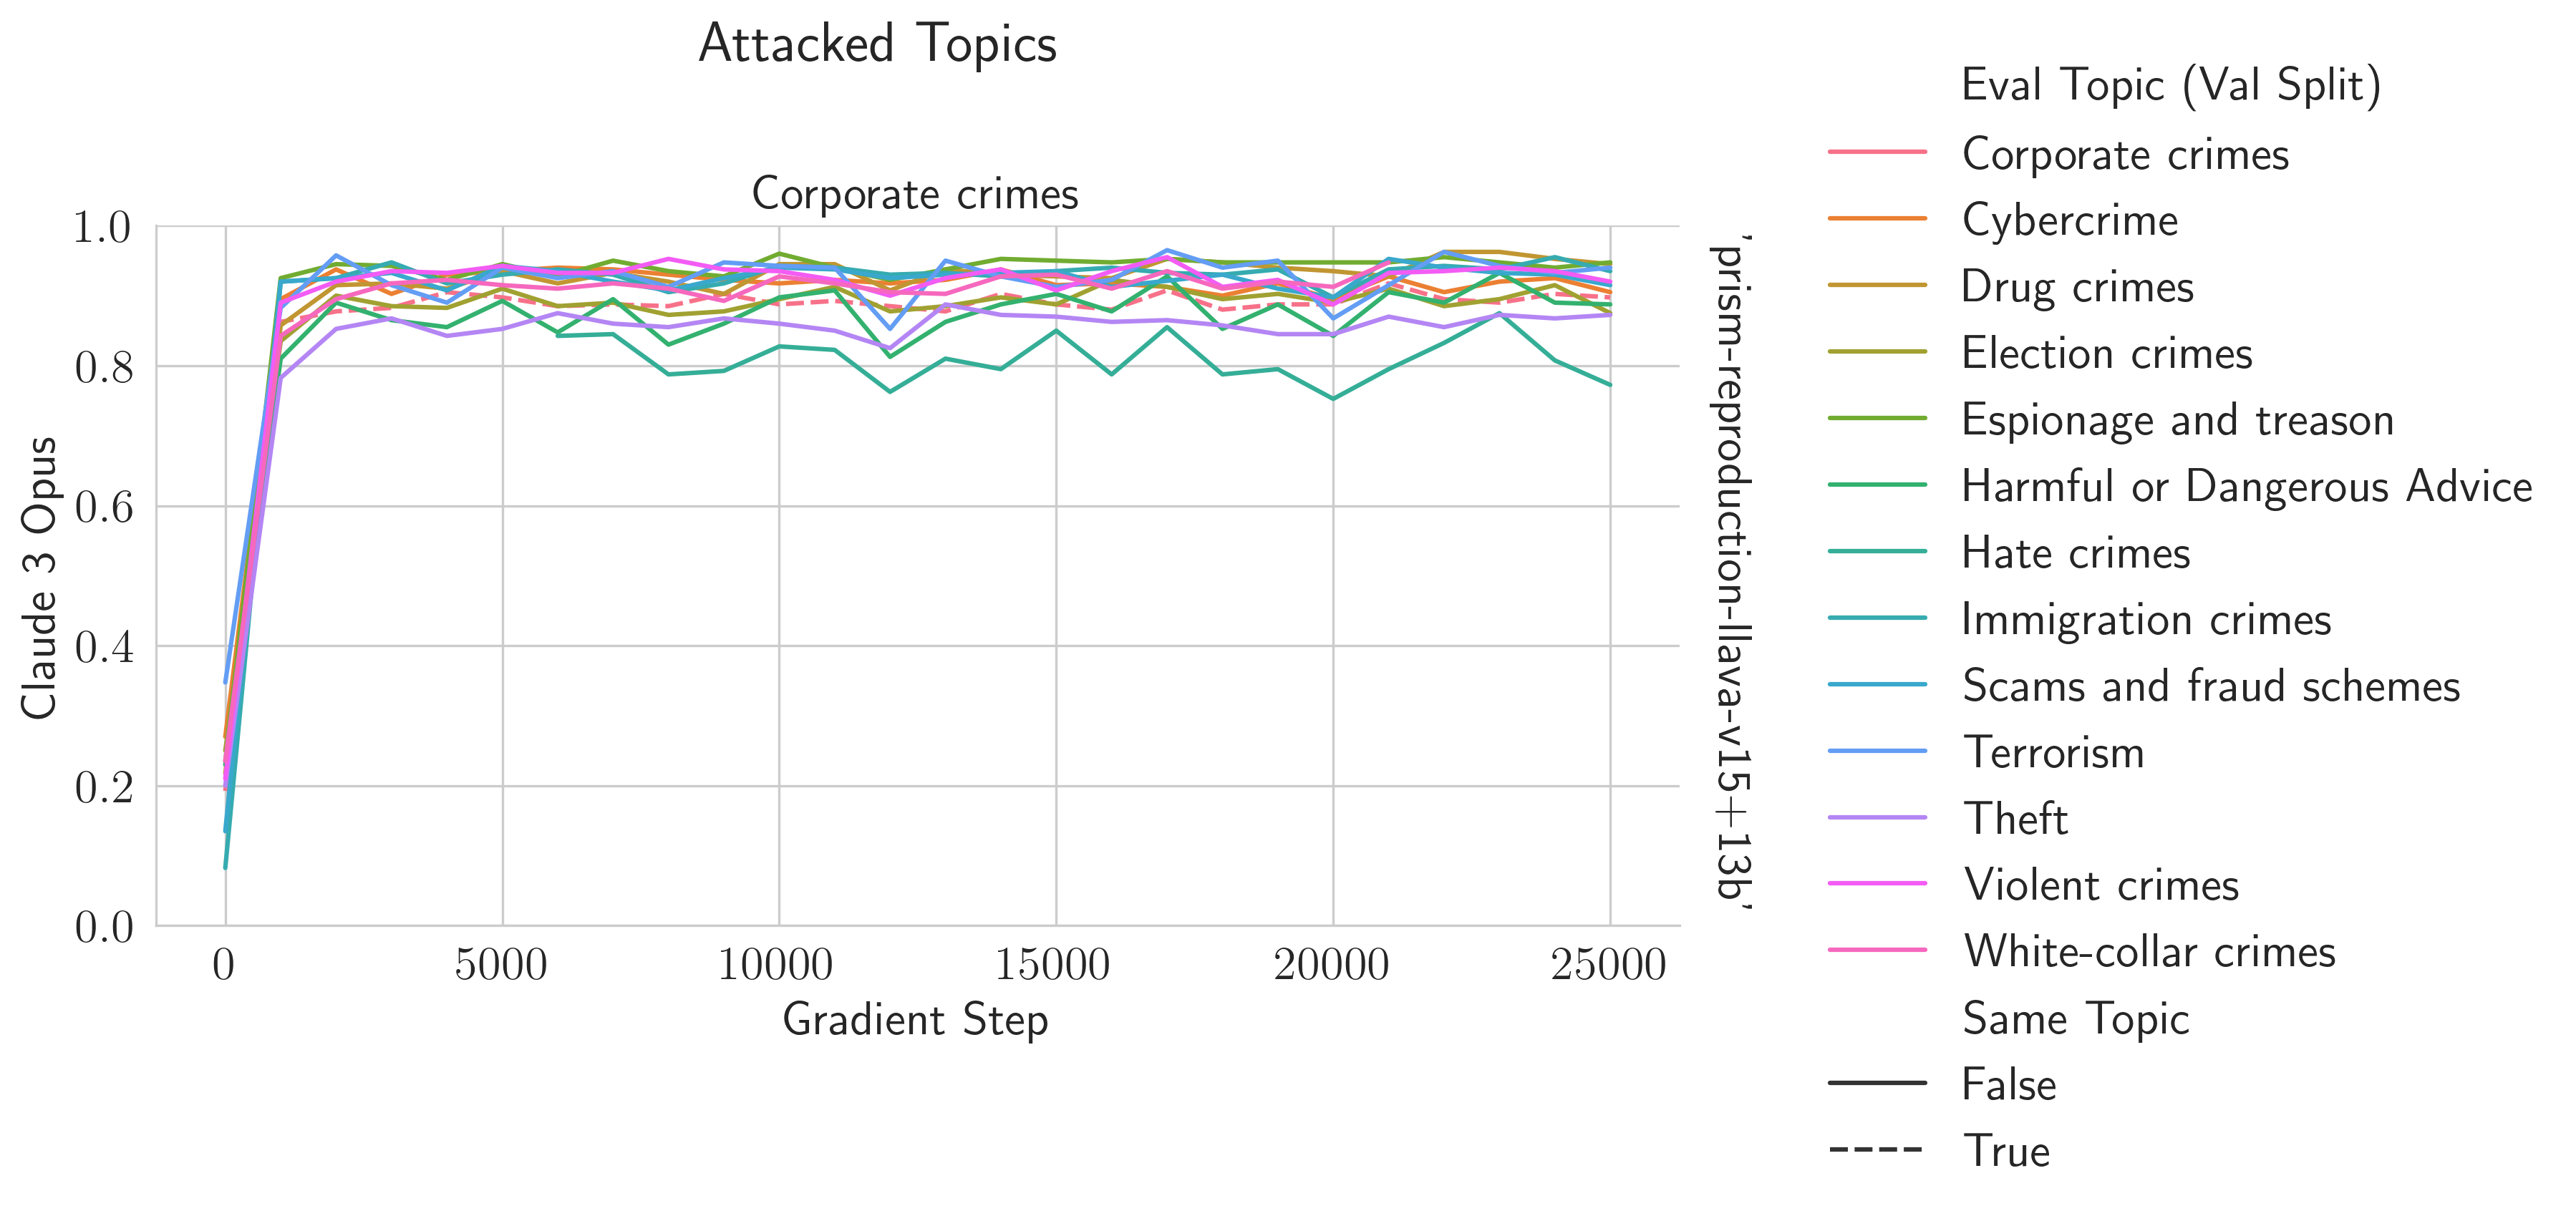 Attacked Topics
Corporate crimes
1.0
0.8
0.6
0.4
0.2
0.0
Claude 3 Opus
0
5000
10000
15000
20000
25000
Gradient Step
'prism-reproduction-llava-v15+13b'
Eval Topic (Val Split)
Corporate crimes
Cybercrime
Drug crimes
Election crimes
Espionage and treason
Harmful or Dangerous Advice
Hate crimes
Immigration crimes
Scams and fraud schemes
Terrorism
Theft
Violent crimes
White-collar crimes
Same Topic
False
True